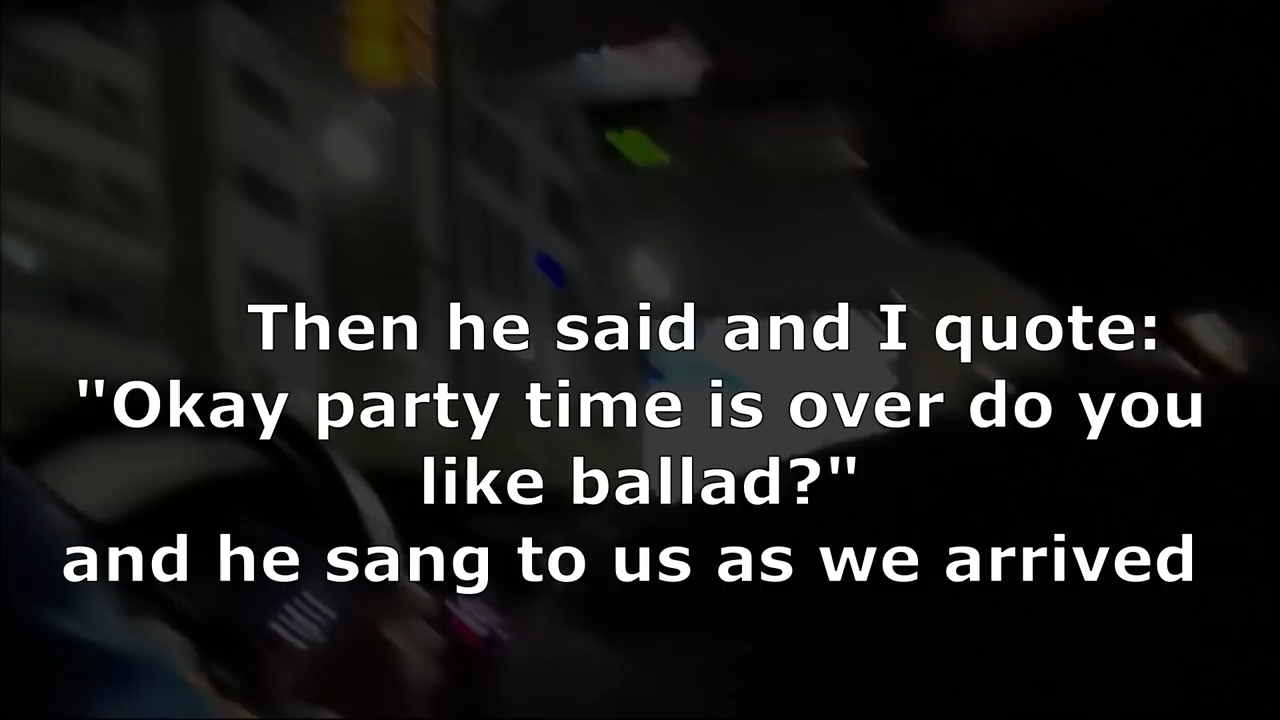 Then he said and I quote:
"Okay party time is over do you
like ballad?"
and he sang to us as we arrived